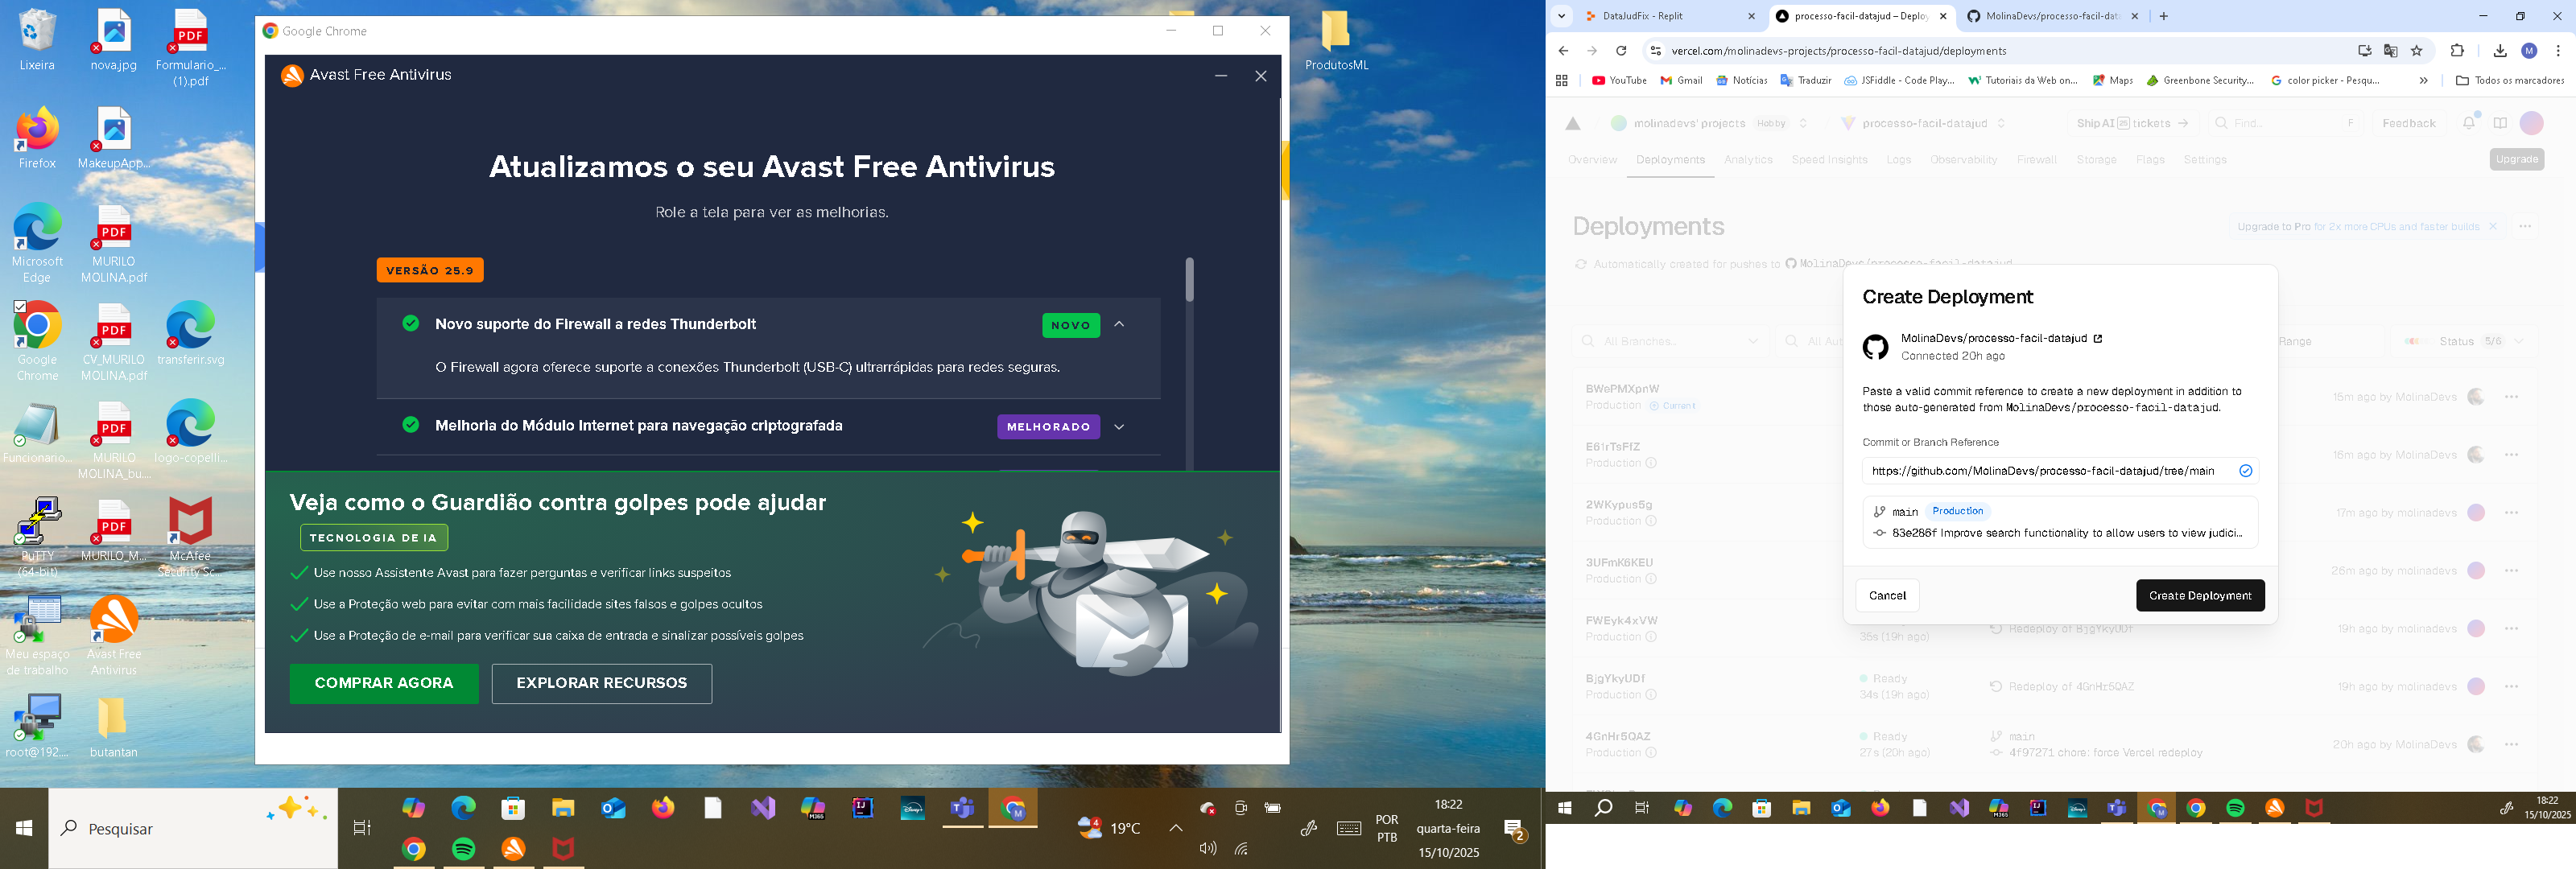 Lixeira
nova.jpg
Formulario_...
(1).pdf
Firefox
MakeupApp...
Microsoft
Edge
MURILO
MOLINA.pdf
Google
Chrome
CV_MURILO
MOLINA.pdf
transferir.svg
Funcionario...
MURILO
MOLINA_bu...
logo-copelli...
PuTTY
(64-bit)
MURILO_M...
McAfee
Security Sc...
Meu espaço
de trabalho
Avast Free
Antivirus
root@192....
butantan
ProdutosML
Google Chrome
Avast Free Antivirus
Atualizamos o seu Avast Free Antivirus
Role a tela para ver as melhorias.
VERSÃO 25.9
Novo suporte do Firewall a redes Thunderbolt
NOVO
O Firewall agora oferece suporte a conexões Thunderbolt (USB-C) ultrarrápidas para redes seguras.
Melhoria do Módulo Internet para navegação criptografada
MELHORADO
Veja como o Guardião contra golpes pode ajudar
TECNOLOGIA DE IA
Use nosso Assistente Avast para fazer perguntas e verificar links suspeitos
Use a Proteção web para evitar com mais facilidade sites falsos e golpes ocultos
Use a Proteção de e-mail para verificar sua caixa de entrada e sinalizar possíveis golpes
COMPRAR AGORA
EXPLORAR RECURSOS
Pesquisar
19°C
POR
PTB
18:22
quarta-feira
15/10/2025
2
DataJudFix - Replit
processo-facil-datajud – Deploy
MolinaDevs/processo-facil-data
vercel.com/molinadevs-projects/processo-facil-datajud/deployments
YouTube
Gmail
Notícias
Traduzir
JSFiddle - Code Play...
Tutoriais da Web on...
Maps
Greenbone Security...
color picker - Pesqu...
Todos os marcadores
molinadevs' projects
Hobby
processo-facil-datajud
Ship AI 25 tickets
Find...
F
Feedback
Overview
Deployments
Analytics
Speed Insights
Logs
Observability
Firewall
Storage
Flags
Settings
Upgrade
Deployments
Upgrade to Pro for 2x more CPUs and faster builds
Automatically created for pushes to MolinaDevs/processo-facil-datajud
All Branches...
All Aut
Range
Status 5/6
BWePMXpnW
Production Current
15m ago by MolinaDevs
E61rTsFfZ
Production
16m ago by MolinaDevs
2WKypus5g
Production
17m ago by molinadevs
3UFmK6KEU
Production
26m ago by molinadevs
FWEyk4xVW
Production
35s (19h ago)
Redeploy of BjgYkyUDf
19h ago by molinadevs
BjgYkyUDf
Production
Ready
34s (19h ago)
Redeploy of 4GnHr5QAZ
19h ago by molinadevs
4GnHr5QAZ
Production
Ready
27s (20h ago)
main
4f97271 chore: force Vercel redeploy
20h ago by MolinaDevs
Create Deployment
MolinaDevs/processo-facil-datajud
Connected 20h ago
Paste a valid commit reference to create a new deployment in addition to
those auto-generated from MolinaDevs/processo-facil-datajud.
Commit or Branch Reference
https://github.com/MolinaDevs/processo-facil-datajud/tree/main
main Production
83e286f Improve search functionality to allow users to view judici...
Cancel
Create Deployment
18:22
15/10/2025